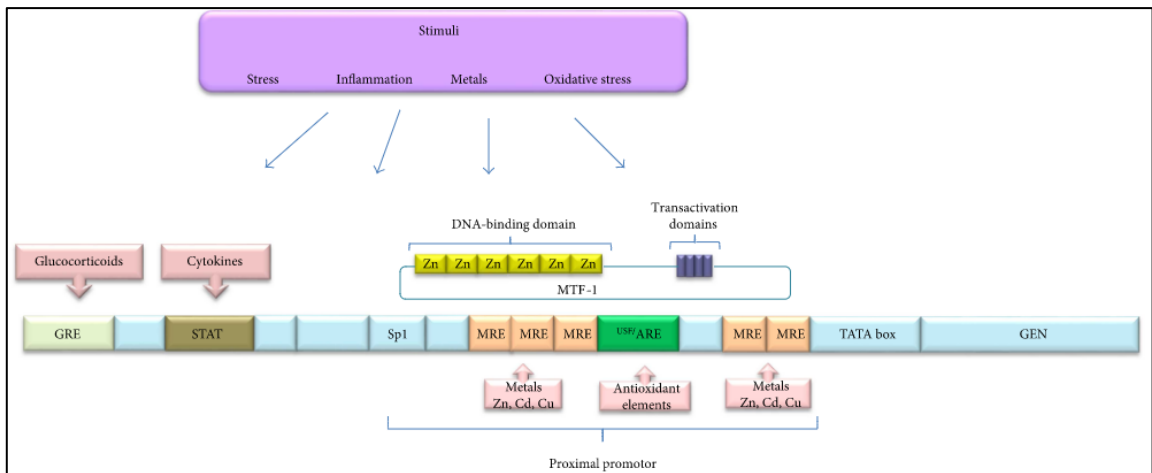 Stimuli
Stress Inflammation Metals Oxidative stress
DNA-binding domain
Transactivation
domains
Glucocorticoids
Cytokines
Zn Zn Zn Zn Zn Zn
MTF-1
GRE STAT Sp1 MRE MRE MRE USF/ARE MRE MRE TATA box GEN
Metals
Zn, Cd, Cu
Antioxidant
elements
Metals
Zn, Cd, Cu
Proximal promotor